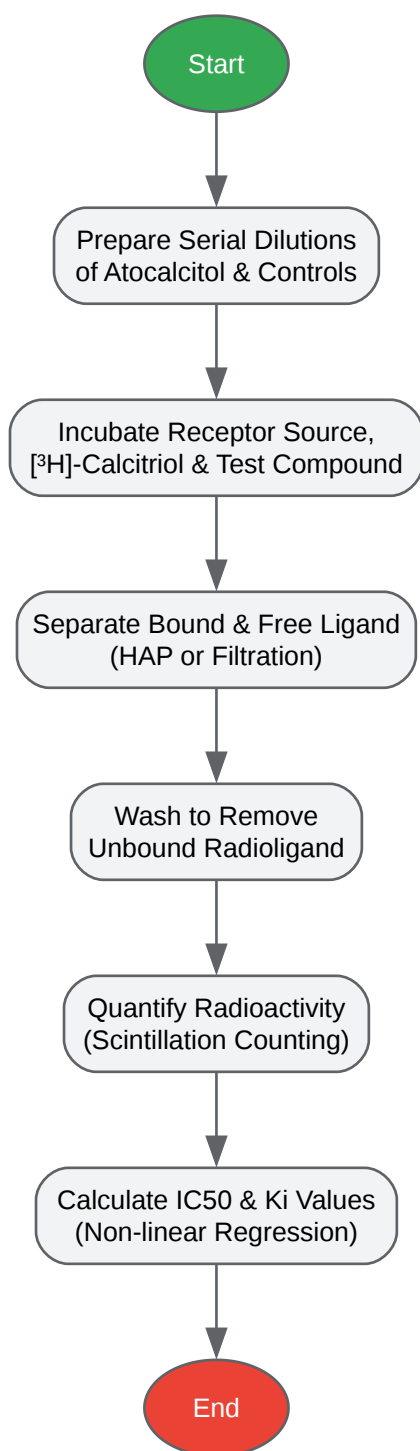 Start
Prepare Serial Dilutions
of Atocalcitol & Controls
Incubate Receptor Source,
[³H]-Calcitriol & Test Compound
Separate Bound & Free Ligand
(HAP or Filtration)
Wash to Remove
Unbound Radioligand
Quantify Radioactivity
(Scintillation Counting)
Calculate IC50 & Ki Values
(Non-linear Regression)
End